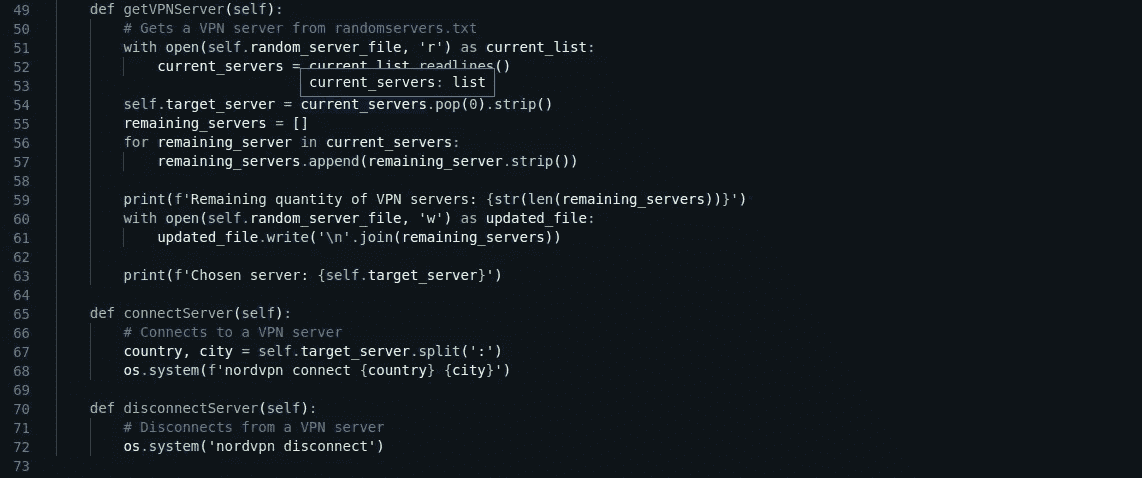 49 def getVPNServer(self):
50 # Gets a VPN server from randomservers.txt
51 with open(self.random_server_file, 'r') as current_list:
52 current_servers = current_list.readlines()
current_servers: list
53
54 self.target_server = current_servers.pop(0).strip()
55 remaining_servers = []
56 for remaining_server in current_servers:
57 remaining_servers.append(remaining_server.strip())
58
59 print(f'Remaining quantity of VPN servers: {str(len(remaining_servers))}')
60 with open(self.random_server_file, 'w') as updated_file:
61 updated_file.write('\n'.join(remaining_servers))
62
63 print(f'Chosen server: {self.target_server}')
64
65 def connectServer(self):
66 # Connects to a VPN server
67 country, city = self.target_server.split(':')
68 os.system(f'nordvpn connect {country} {city}')
69
70 def disconnectServer(self):
71 # Disconnects from a VPN server
72 os.system('nordvpn disconnect')
73